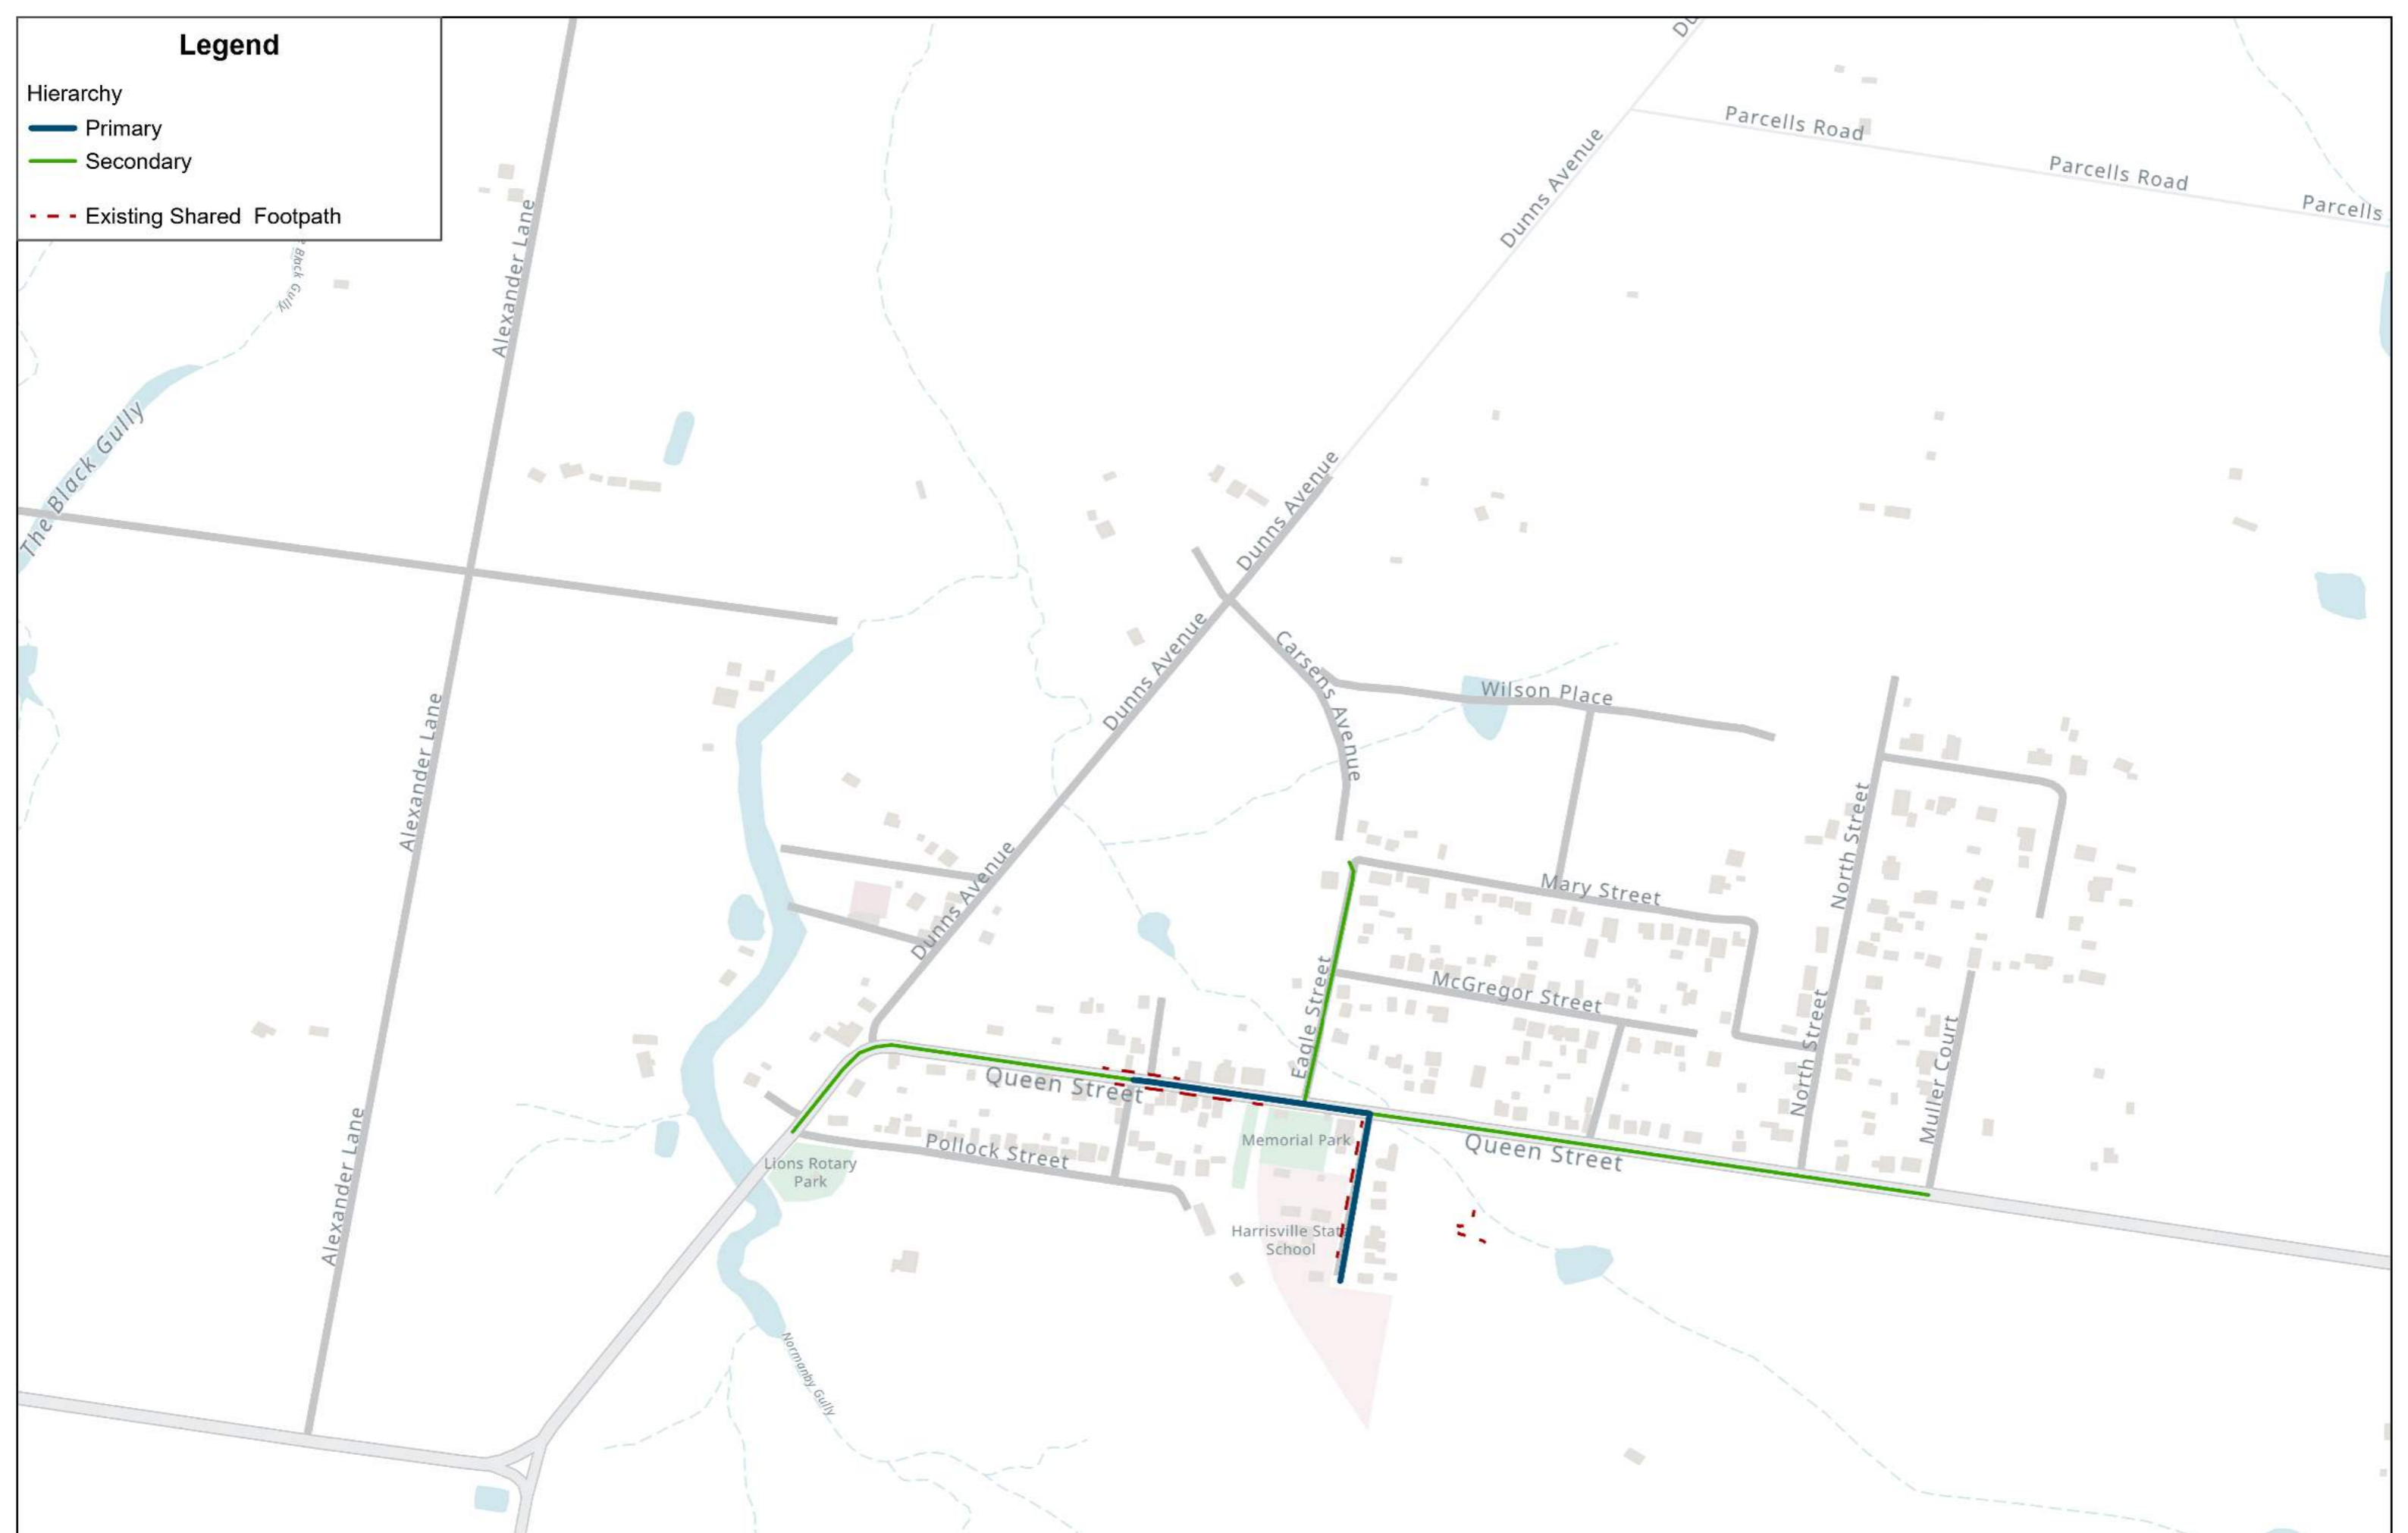 Legend
Hierarchy
Primary
Secondary
Existing Shared  Footpath
Du
Parcells Road
Parcells Road
Parcells
Dunns Avenue
Black Gully
Alexander Lane
The Black Gully
Dunns Avenue
Dunns Avenue
Carsens Avenue
Wilson Place
Alexander Lane
North Street
Dunns Avenue
Mary Street
Eagle Street
McGregor Street
North Street
Muller Court
Queen Street
Alexander Lane
Pollock Street
Memorial Park
Queen Street
Lions Rotary
Park
Harrisville State
School
Normanby Gully